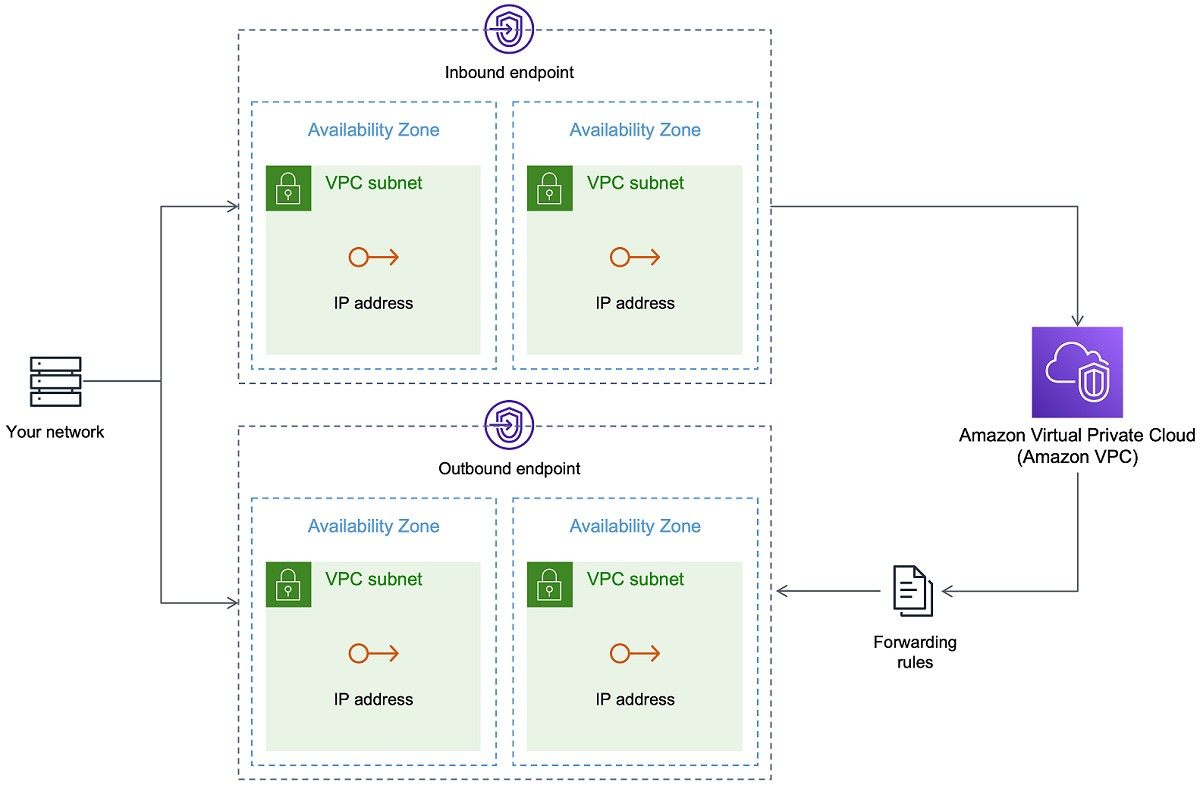 Inbound endpoint
Availability Zone
Availability Zone
VPC subnet
VPC subnet
IP address
IP address
Your network
Amazon Virtual Private Cloud
(Amazon VPC)
Outbound endpoint
Availability Zone
Availability Zone
VPC subnet
VPC subnet
IP address
IP address
Forwarding
rules